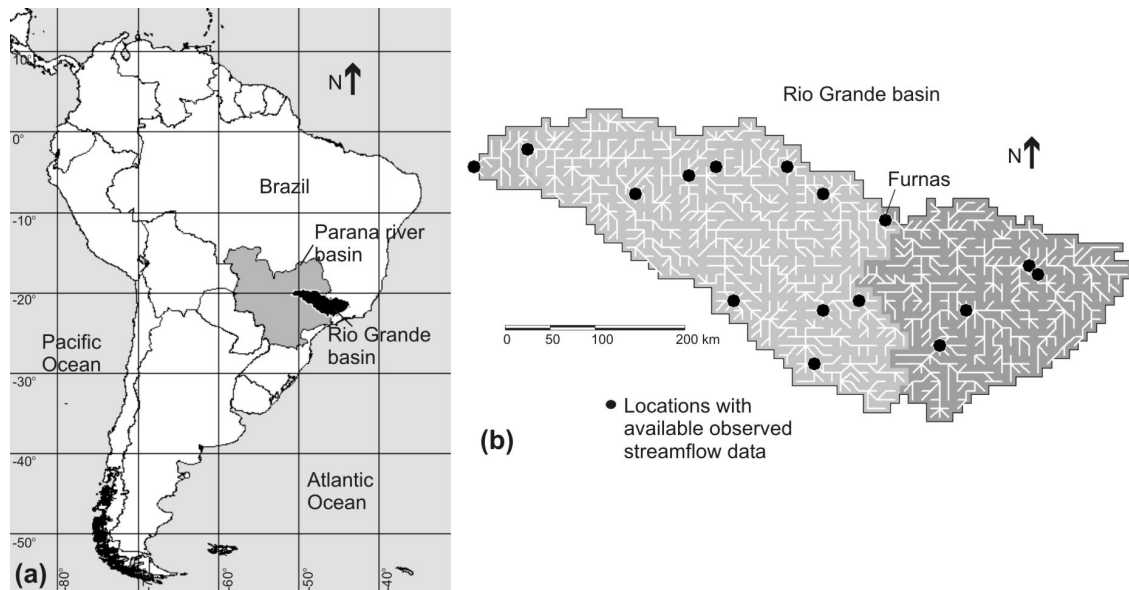 N
Brazil
Parana river
basin
Rio Grande
basin
Pacific
Ocean
Atlantic
Ocean
10°
0°
-10°
-20°
-30°
-40°
-50°
-80°
-70°
-60°
-50°
-40°
(a)
Rio Grande basin
N
Furnas
0 50 100 200 km
Locations with
available observed
streamflow data
(b)